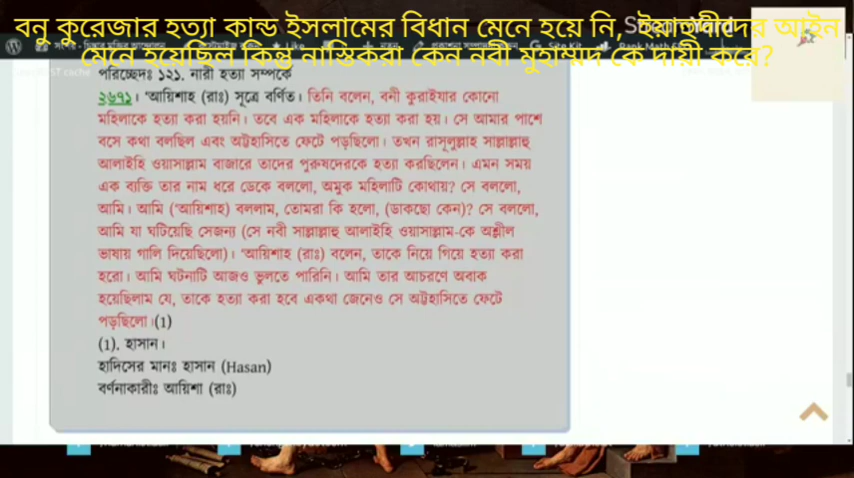 বনু কুরেজার হত্যা কান্ড ইসলামের বিধান মেনে হয়ে নি, ইয়াহুদীদের আইন
মেনে হয়েছিল কিন্তু নাস্তিকরা কেন নবী মুহাম্মদ কে দায়ী করে?
পরিচ্ছেদঃ ১২১. নারী হত্যা সম্পর্কে
২৬৭১। 'আয়িশাহ (রাঃ) সূত্রে বর্ণিত। তিনি বলেন, বনী কুরাইযার কোনো
মহিলাকে হত্যা করা হয়নি। তবে এক মহিলাকে হত্যা করা হয়। সে আমার পাশে
বসে কথা বলছিল এবং অট্টহাসিতে ফেটে পড়ছিলো। তখন রাসূলুল্লাহ সাল্লাল্লাহু
আলাইহি ওয়াসাল্লাম বাজারে তাদের পুরুষদেরকে হত্যা করছিলেন। এমন সময়
এক ব্যক্তি তার নাম ধরে ডেকে বললো, অমুক মহিলাটি কোথায়? সে বললো,
আমি। আমি ('আয়িশাহ) বললাম, তোমরা কি হলো, (ডাকছো কেন)? সে বললো,
আমি যা ঘটিয়েছি সেজন্য (সে নবী সাল্লাল্লাহু আলাইহি ওয়াসাল্লাম-কে অশ্লীল
ভাষায় গালি দিয়েছিলো)। 'আয়িশাহ (রাঃ) বলেন, তাকে নিয়ে গিয়ে হত্যা করা
হরো। আমি ঘটনাটি আজও ভুলতে পারিনি। আমি তার আচরণে অবাক
হয়েছিলাম যে, তাকে হত্যা করা হবে একথা জেনেও সে অট্টহাসিতে ফেটে
পড়ছিলো।(1)
(1). হাসান।
হাদিসের মানঃ হাসান (Hasan)
বর্ণনাকারীঃ আয়িশা (রাঃ)